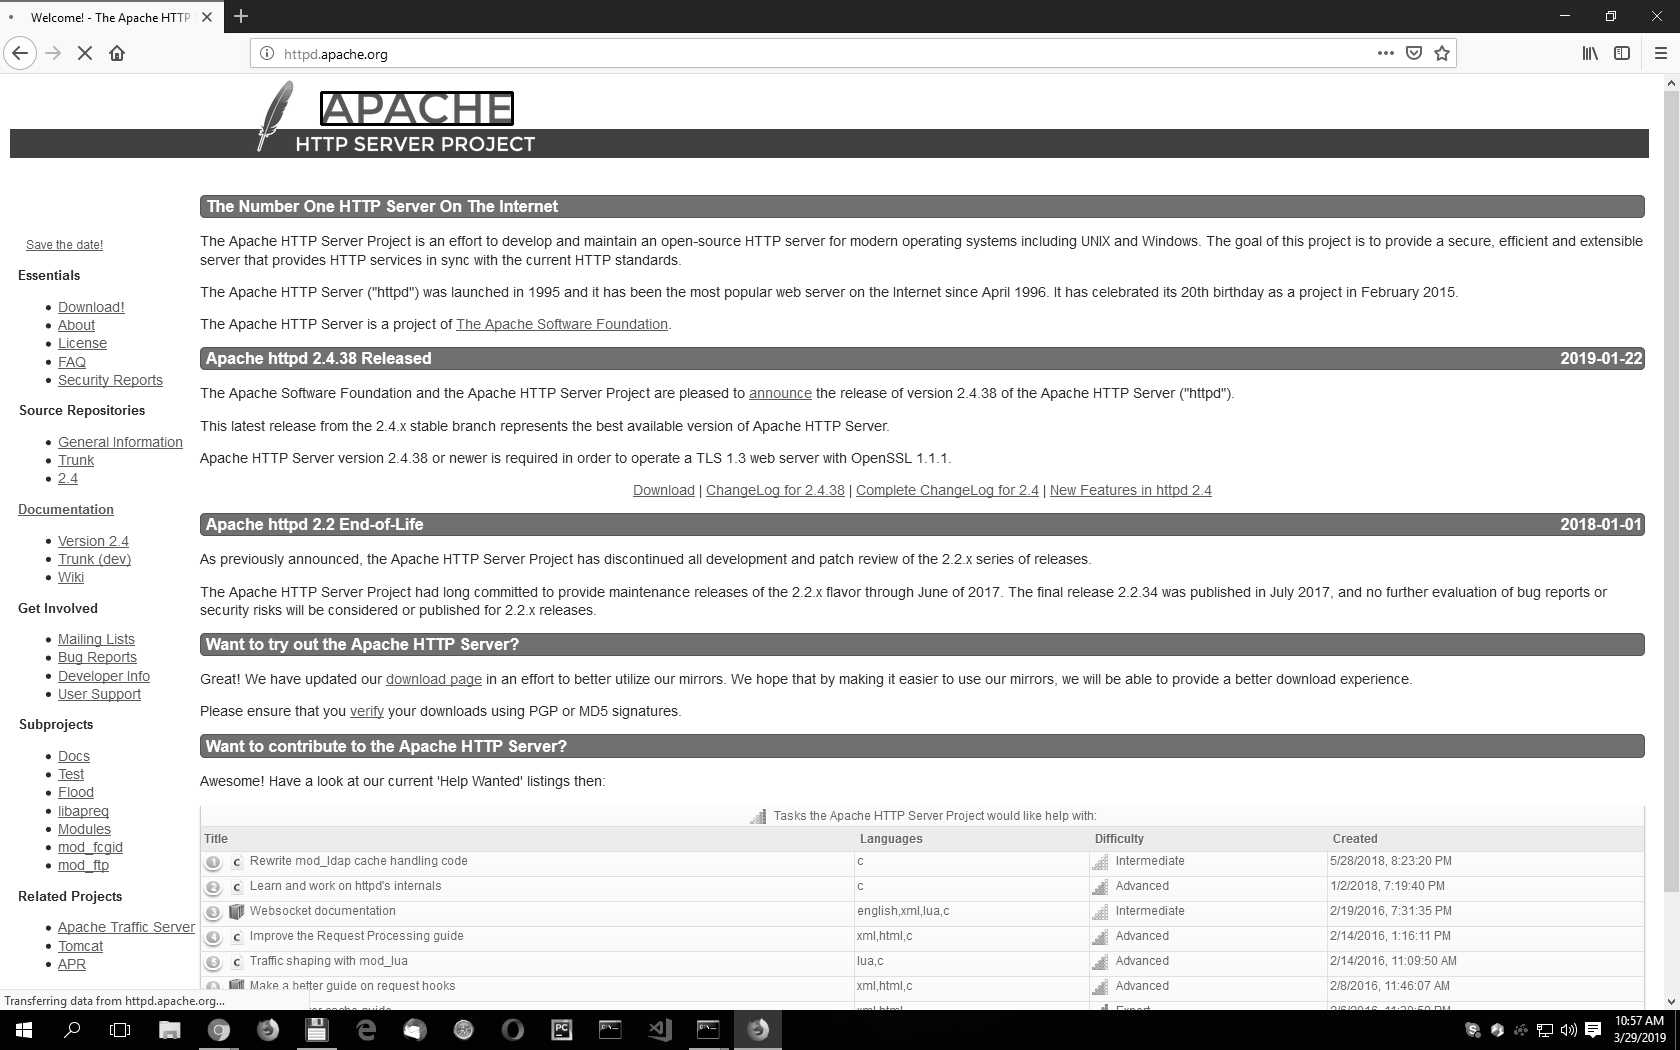 Welcome! - The Apache HTTP
httpd.apache.org
APACHE
HTTP SERVER PROJECT
Save the date!
Essentials
Download!
About
License
FAQ
Security Reports
Source Repositories
General Information
Trunk
2.4
Documentation
Version 2.4
Trunk (dev)
Wiki
Get Involved
Mailing Lists
Bug Reports
Developer Info
User Support
Subprojects
Docs
Test
Flood
libapreq
Modules
mod_fcgid
mod_ftp
Related Projects
Apache Traffic Server
Tomcat
APR
The Number One HTTP Server On The Internet
The Apache HTTP Server Project is an effort to develop and maintain an open-source HTTP server for modern operating systems including UNIX and Windows. The goal of this project is to provide a secure, efficient and extensible
server that provides HTTP services in sync with the current HTTP standards.
The Apache HTTP Server ("httpd") was launched in 1995 and it has been the most popular web server on the Internet since April 1996. It has celebrated its 20th birthday as a project in February 2015.
The Apache HTTP Server is a project of The Apache Software Foundation.
Apache httpd 2.4.38 Released 2019-01-22
The Apache Software Foundation and the Apache HTTP Server Project are pleased to announce the release of version 2.4.38 of the Apache HTTP Server ("httpd").
This latest release from the 2.4.x stable branch represents the best available version of Apache HTTP Server.
Apache HTTP Server version 2.4.38 or newer is required in order to operate a TLS 1.3 web server with OpenSSL 1.1.1.
Download | ChangeLog for 2.4.38 | Complete ChangeLog for 2.4 | New Features in httpd 2.4
Apache httpd 2.2 End-of-Life 2018-01-01
As previously announced, the Apache HTTP Server Project has discontinued all development and patch review of the 2.2.x series of releases.
The Apache HTTP Server Project had long committed to provide maintenance releases of the 2.2.x flavor through June of 2017. The final release 2.2.34 was published in July 2017, and no further evaluation of bug reports or
security risks will be considered or published for 2.2.x releases.
Want to try out the Apache HTTP Server?
Great! We have updated our download page in an effort to better utilize our mirrors. We hope that by making it easier to use our mirrors, we will be able to provide a better download experience.
Please ensure that you verify your downloads using PGP or MD5 signatures.
Want to contribute to the Apache HTTP Server?
Awesome! Have a look at our current 'Help Wanted' listings then:
Tasks the Apache HTTP Server Project would like help with:
Title Languages Difficulty Created
1 c Rewrite mod_ldap cache handling code c Intermediate 5/28/2018, 8:23:20 PM
2 c Learn and work on httpd's internals c Advanced 1/2/2018, 7:19:40 PM
3 Websocket documentation english,xml,lua,c Intermediate 2/19/2016, 7:31:35 PM
4 c Improve the Request Processing guide xml,html,c Advanced 2/14/2016, 1:16:11 PM
5 c Traffic shaping with mod_lua lua,c Advanced 2/14/2016, 11:09:50 AM
6 Make a better guide on request hooks xml,html,c Advanced 2/8/2016, 11:46:07 AM
Transferring data from httpd.apache.org...
10:57 AM
3/29/2019